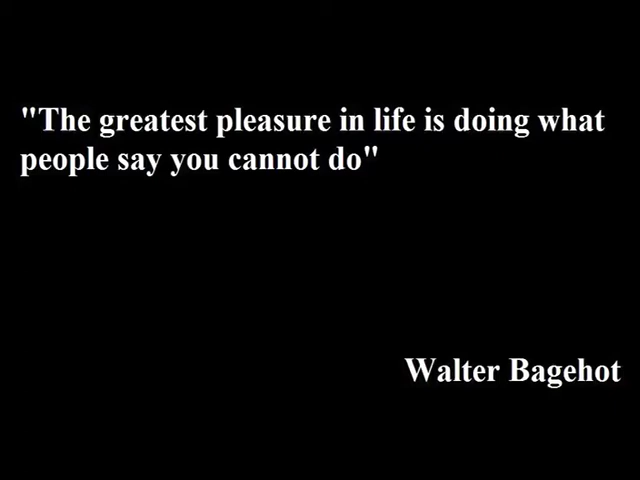 "The greatest pleasure in life is doing what
people say you cannot do"
Walter Bagehot